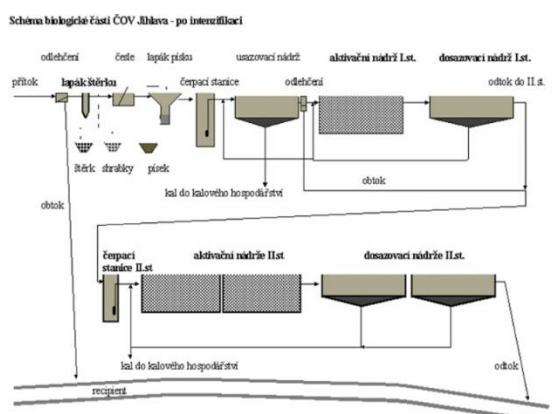 Schéma biologické části ČOV Jihlava - po intenzifikaci
odlehčení
česle
lapák písku
usazovací nádrž
aktivační nádrž I.st.
dosazovací nádrž I.st.
přítok
lapák štěrku
čerpací stanice
odlehčení
odtok do II st.
štěrk
shrabky
písek
obtok
kal do kalového hospodářství
obtok
obtok
čerpací
stanice II.st
aktivační nádrže II.st
dosazovací nádrže II.st.
kal do kalového hospodářství
odtok
recipient